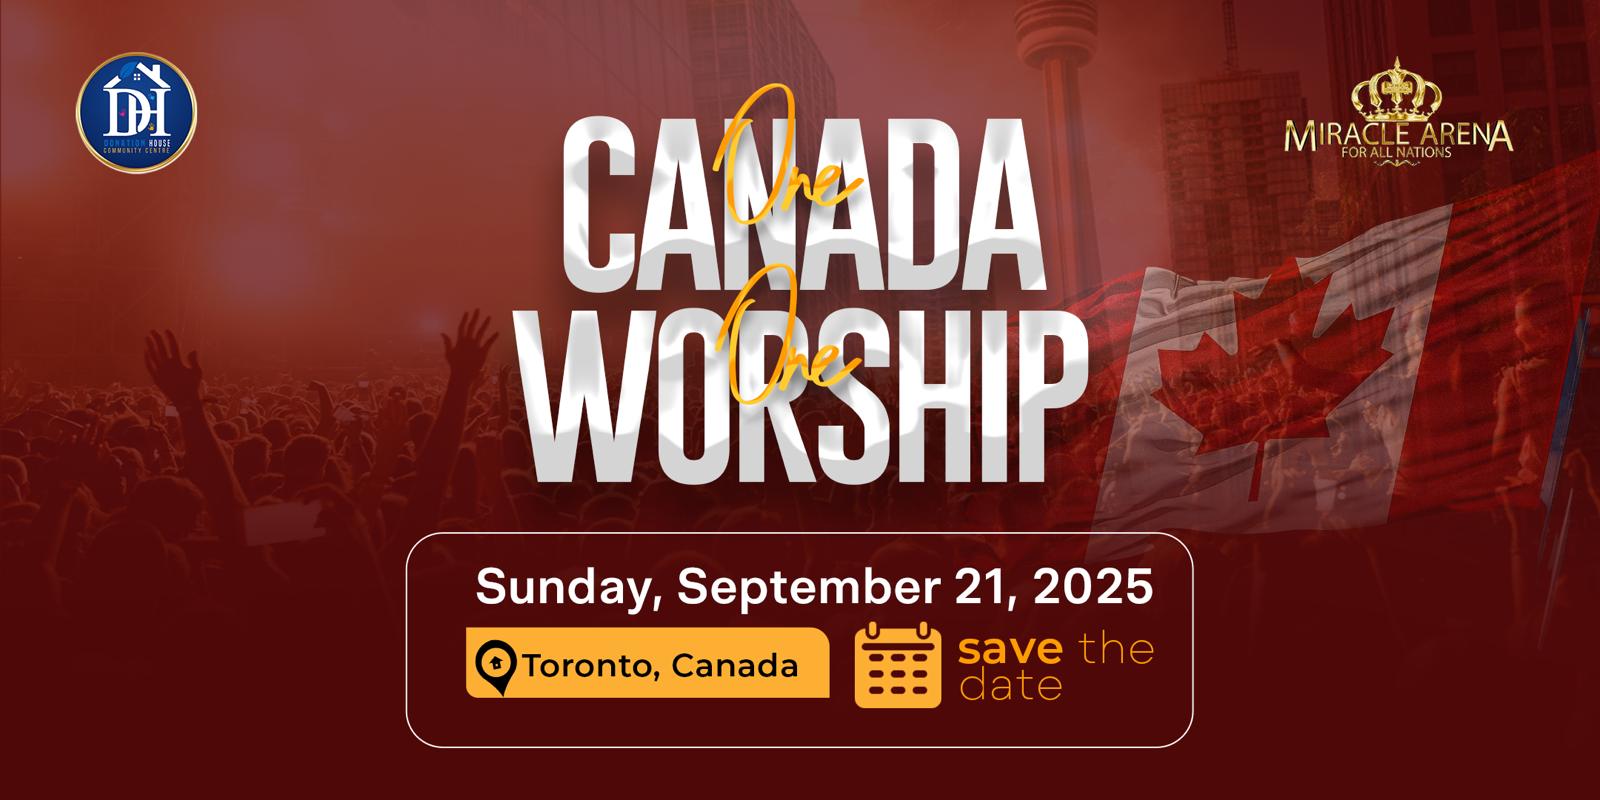 DH
DONATION HOUSE
COMMUNITY CENTRE
MIRACLE ARENA
FOR ALL NATIONS
One
CANADA
One
WORSHIP
Sunday, September 21, 2025
Toronto, Canada
save the
date